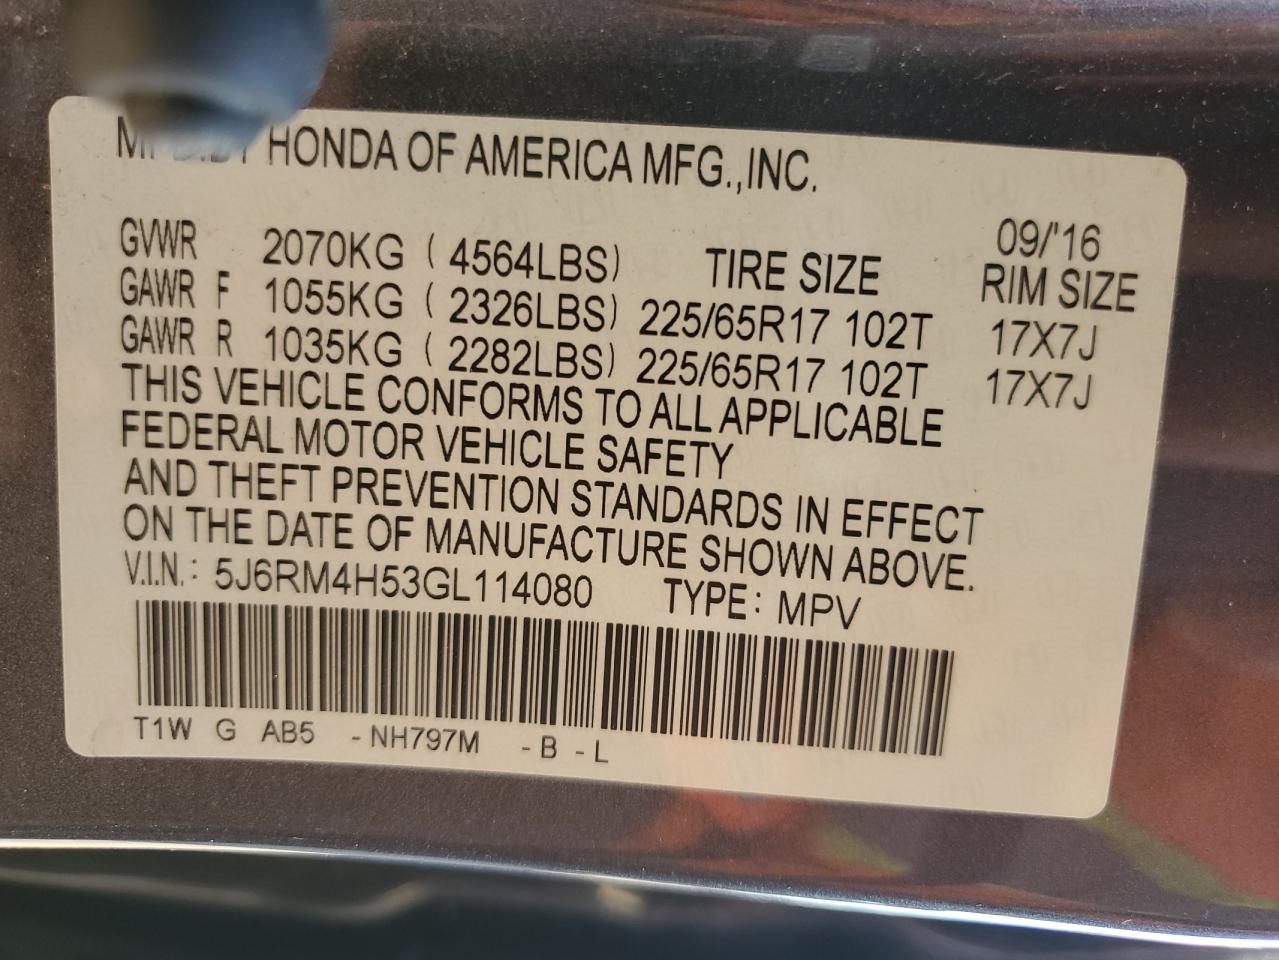 MFD.BY HONDA OF AMERICA MFG.,INC.
09/'16
GVWR 2070KG ( 4564LBS) TIRE SIZE RIM SIZE
GAWR F 1055KG ( 2326LBS) 225/65R17 102T 17X7J
GAWR R 1035KG ( 2282LBS) 225/65R17 102T 17X7J
THIS VEHICLE CONFORMS TO ALL APPLICABLE
FEDERAL MOTOR VEHICLE SAFETY
AND THEFT PREVENTION STANDARDS IN EFFECT
ON THE DATE OF MANUFACTURE SHOWN ABOVE.
V.I.N.: 5J6RM4H53GL114080 TYPE: MPV
T1W G AB5 -NH797M -B -L